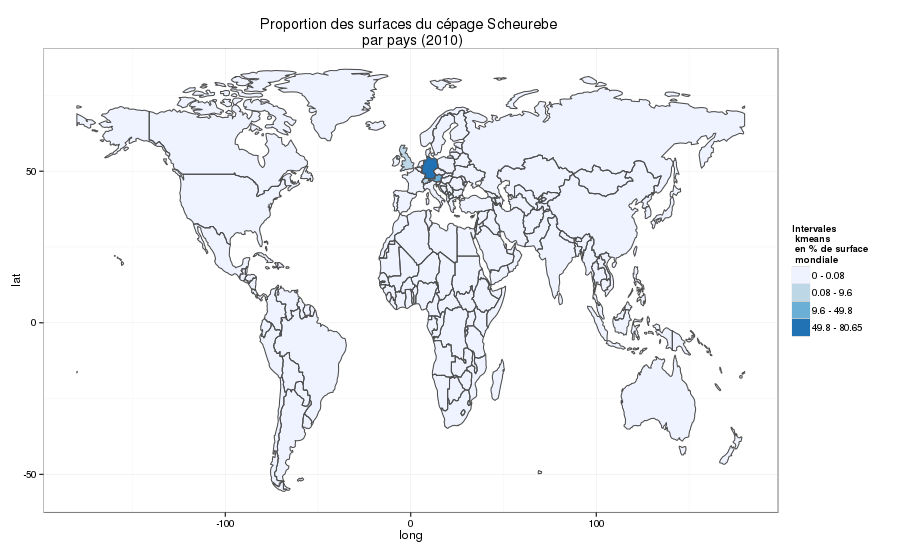 Proportion des surfaces du cépage Scheurebe
par pays (2010)
50
0
-50
lat
-100
0
100
long
Intervales
kmeans
en % de surface
mondiale
0 - 0.08
0.08 - 9.6
9.6 - 49.8
49.8 - 80.65